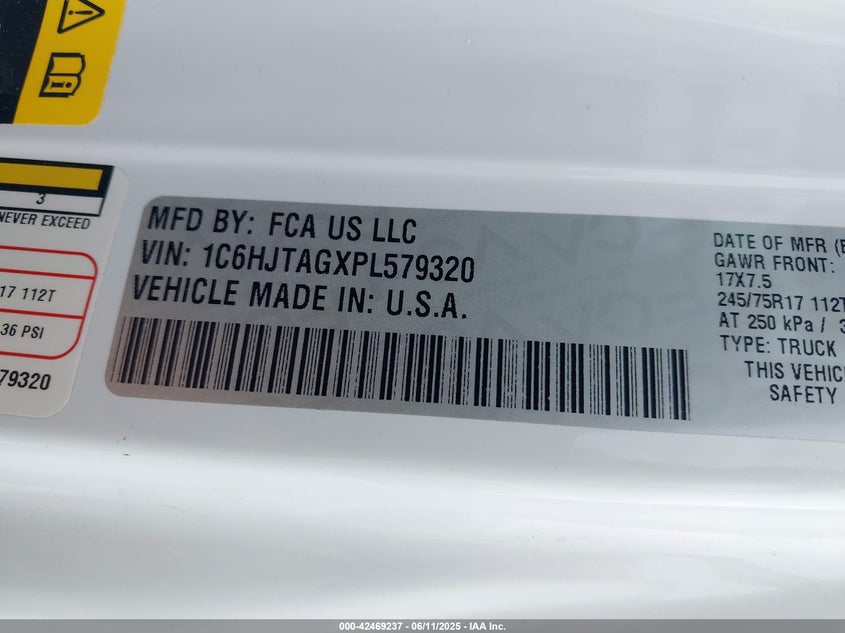 3
NEVER EXCEED
17 112T
36 PSI
79320
MFD BY: FCA US LLC
VIN: 1C6HJTAGXPL579320
VEHICLE MADE IN: U.S.A.
DATE OF MFR (
GAWR FRONT:
17X7.5
245/75R17 112T
AT 250 kPa / 3
TYPE: TRUCK
THIS VEHIC
SAFETY
000-42469237 - 06/11/2025 - IAA Inc.